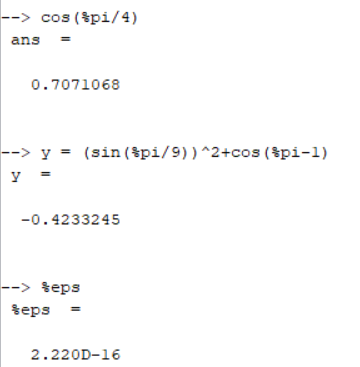 --> cos(%pi/4)
ans  =
0.7071068
--> y = (sin(%pi/9))^2+cos(%pi-1)
y  =
-0.4233245
--> %eps
%eps  =
2.220D-16